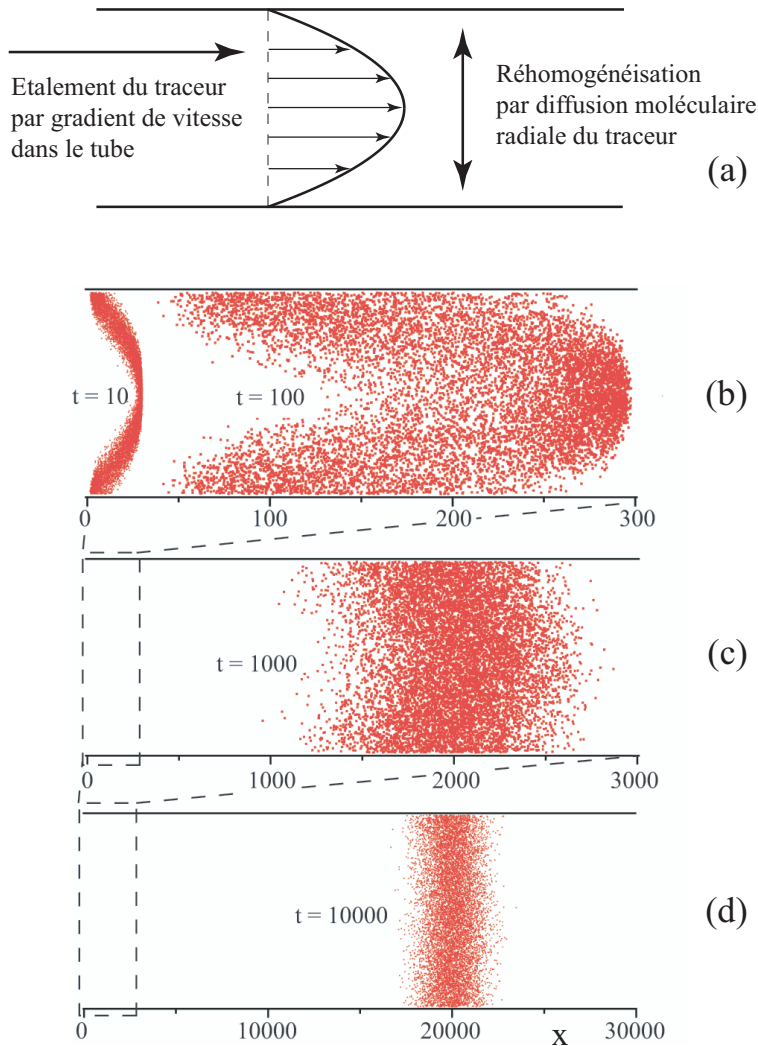 Etalement du traceur
par gradient de vitesse
dans le tube
Réhomogénéisation
par diffusion moléculaire
radiale du traceur
(a)
t = 10
t = 100
(b)
0 100 200 300
t = 1000
(c)
0 1000 2000 3000
t = 10000
(d)
0 10000 20000 30000
x